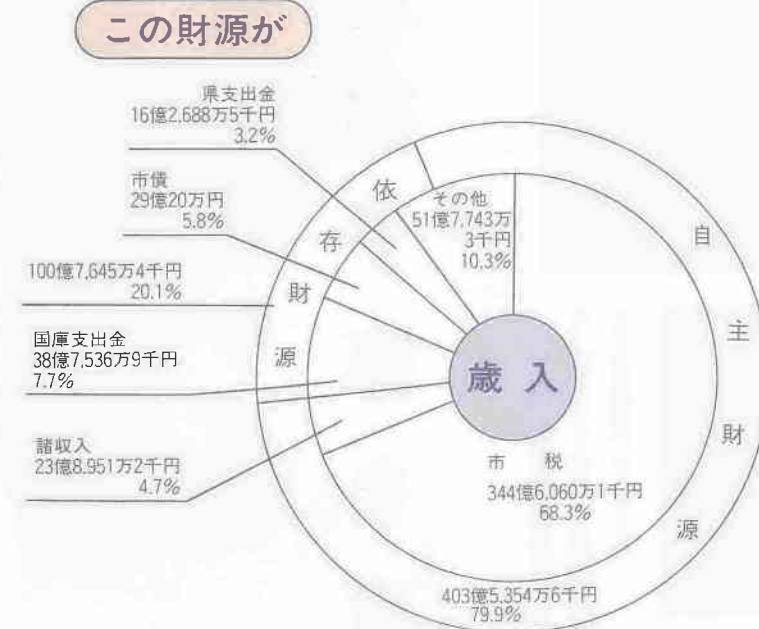 この財源が
県支出金
16億2,688万5千円
3.2%
市債
29億20万円
5.8%
100億7,645万4千円
20.1%
国庫支出金
38億7,536万9千円
7.7%
諸収入
23億8,951万2千円
4.7%
依存財源
その他
51億7,743万
3千円
10.3%
自主財源
歳入
市税
344億6,060万1千円
68.3%
403億5,354万6千円
79.9%